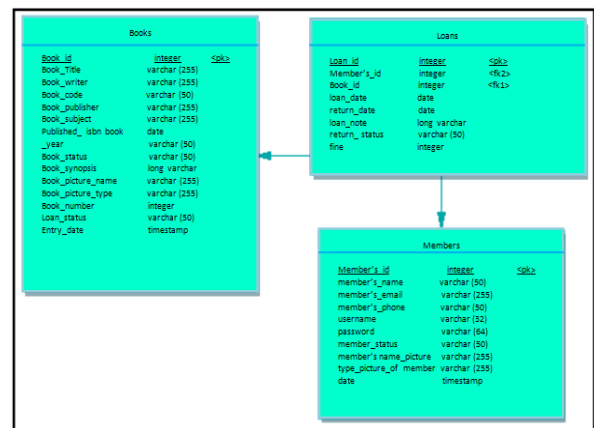 Books
Book_id integer <pk>
Book_Title varchar (255)
Book_writer varchar (255)
Book_code varchar (50)
Book_publisher varchar (255)
Book_subject varchar (255)
Published_ isbn book date
_year varchar (50)
Book_status varchar (50)
Book_synopsis long varchar
Book_picture_name varchar (255)
Book_picture_type varchar (255)
Book_number integer
Loan_status varchar (50)
Entry_date timestamp
Loans
Loan_id integer <pk>
Member's_id integer <fk2>
Book_id integer <fk1>
loan_date date
return_date date
loan_note long varchar
return_ status varchar (50)
fine integer
Members
Member's_id integer <pk>
member's_name varchar (50)
member's_email varchar (255)
member's_phone varchar (50)
username varchar (32)
password varchar (64)
member_status varchar (50)
member's name_picture varchar (255)
type_picture_of member varchar (255)
date timestamp